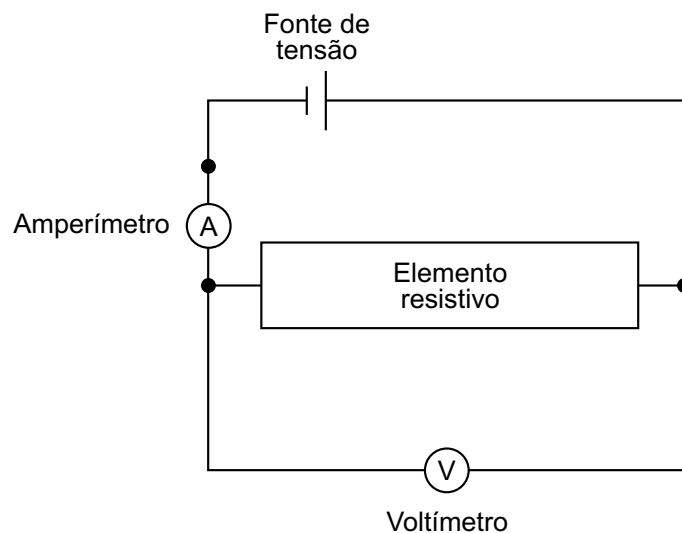 Fonte de
tensão
Amperímetro
A
Elemento
resistivo
V
Voltímetro